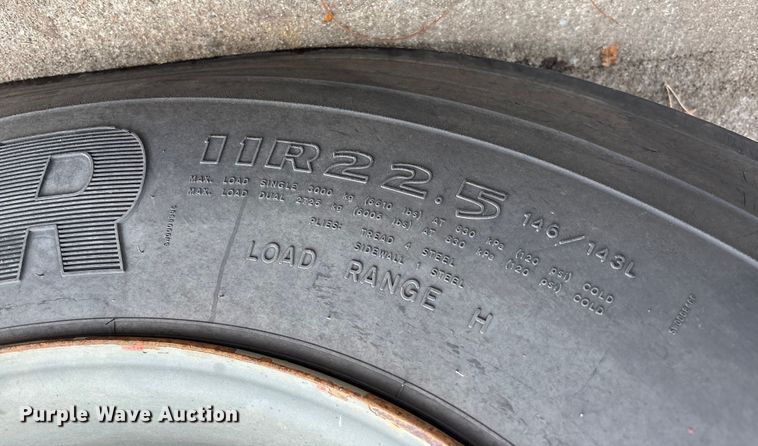 R
11R22.5 146/143L
MAX. LOAD SINGLE 3000 kg (6610 lbs) AT 830 kPa (120 psi) COLD
MAX. LOAD DUAL 2725 kg (6005 lbs) AT 830 kPa (120 psi) COLD
PLIES: TREAD 4 STEEL
SIDEWALL 1 STEEL
LOAD RANGE H
Purple Wave Auction